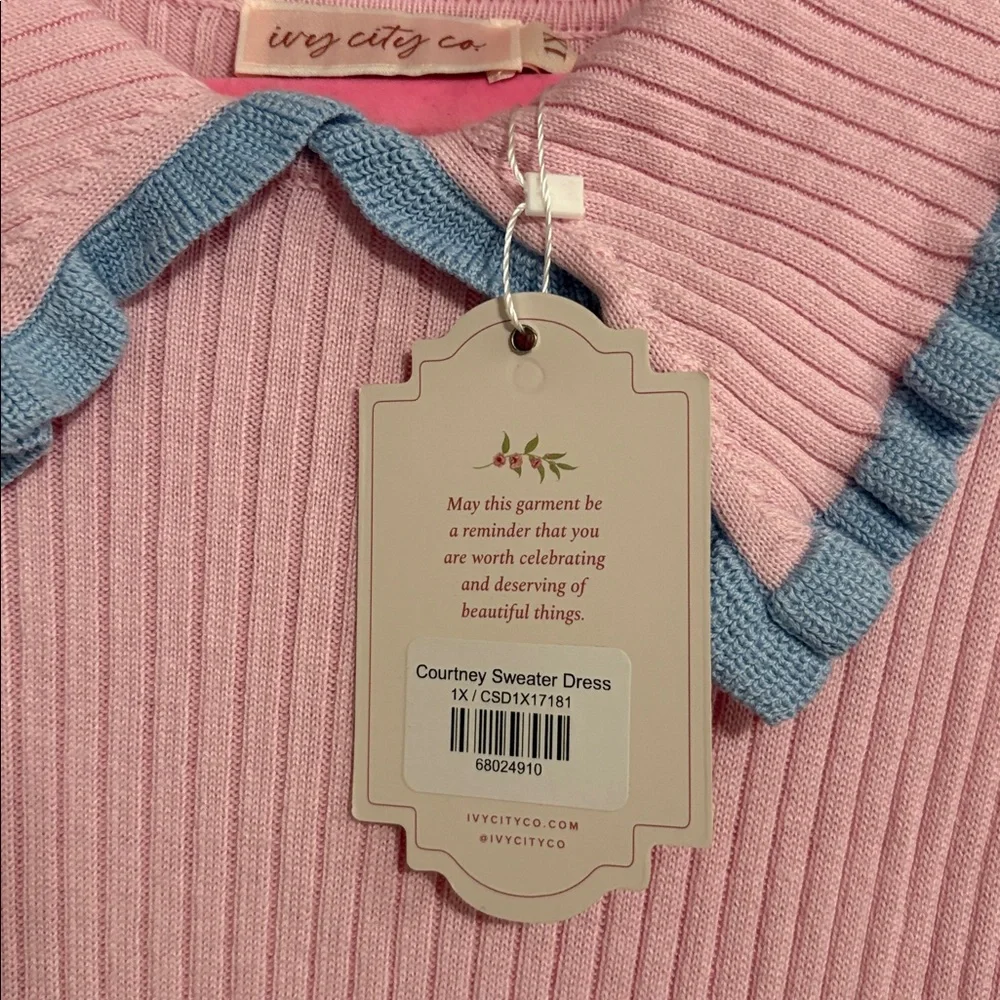 ivy city co.
May this garment be
a reminder that you
are worth celebrating
and deserving of
beautiful things.
Courtney Sweater Dress
1X / CSD1X17181
68024910
IVYCITYCO.COM
@IVYCITYCO